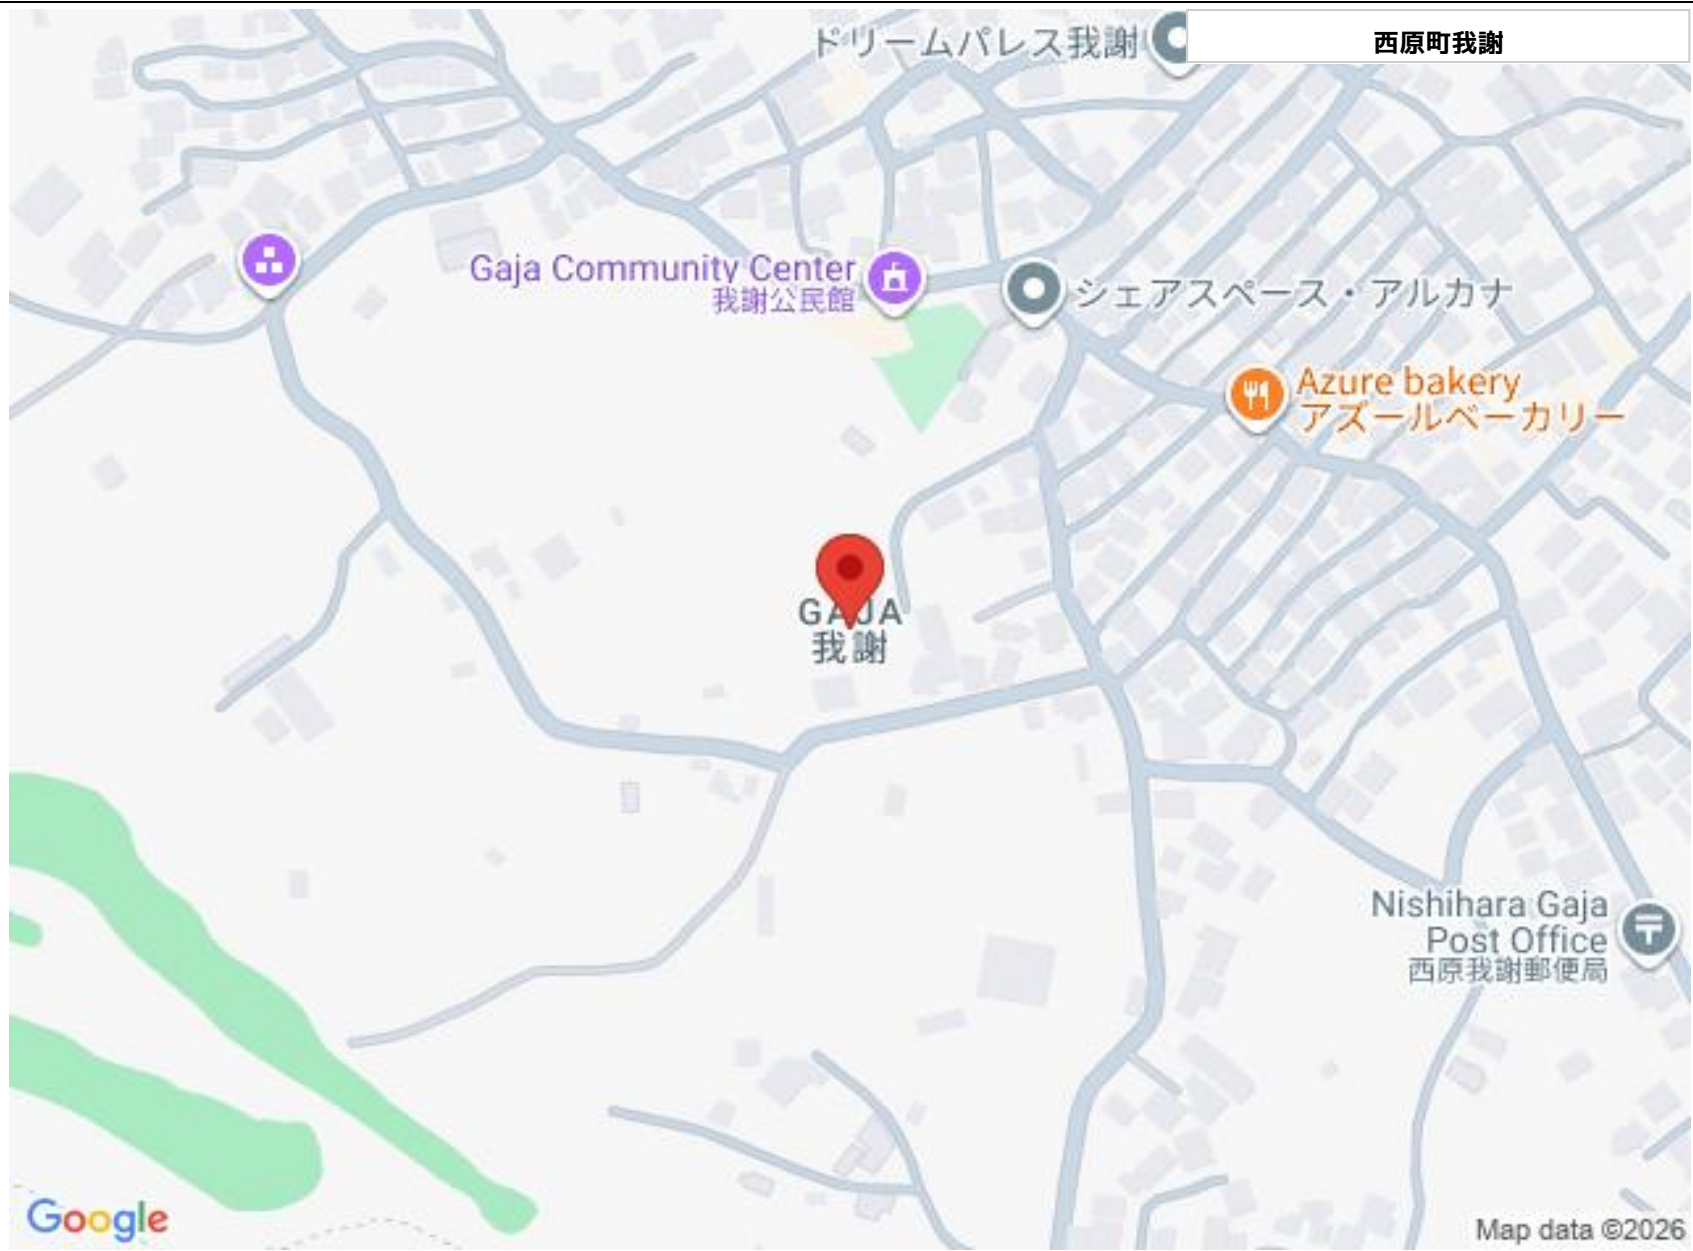 ドリームパレス我謝
西原町我謝
Gaja Community Center
我謝公民館
シェアスペース・アルカナ
Azure bakery
アズールベーカリー
GAJA
我謝
Nishihara Gaja
Post Office
西原我謝郵便局
Google
Map data ©2026